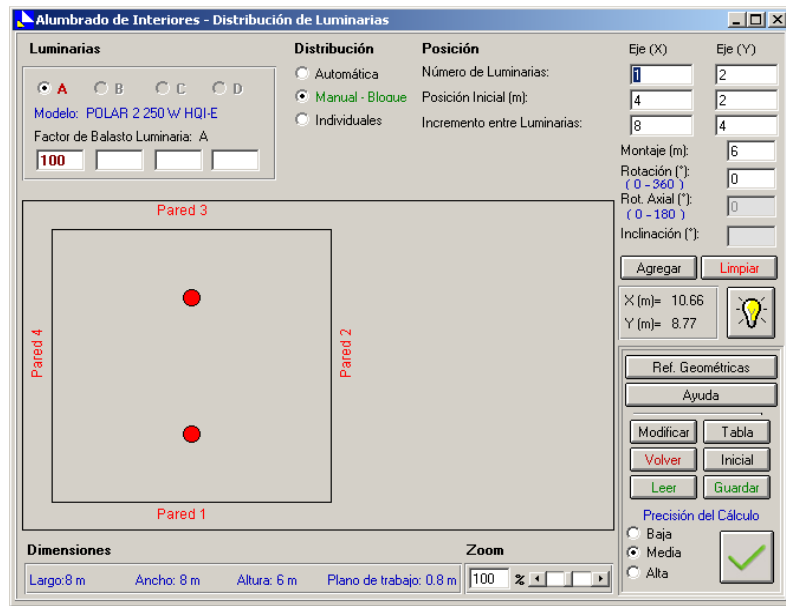 Alumbrado de Interiores - Distribución de Luminarias
Luminarias
A B C D
Modelo: POLAR 2 250 W HQI-E
Factor de Balasto Luminaria: A
100
Distribución
Automática
Manual - Bloque
Individuales
Posición Eje (X) Eje (Y)
Número de Luminarias: 1 2
Posición Inicial (m): 4 2
Incremento entre Luminarias: 8 4
Montaje (m): 6
Rotación (°): 0
( 0 - 360 )
Rot. Axial (°): 0
( 0 - 180 )
Inclinación (°):
Agregar Limpiar
X (m)= 10.66
Y (m)= 8.77
Pared 3
Pared 4
Pared 2
Pared 1
Ref. Geométricas
Ayuda
Modificar Tabla
Volver Inicial
Leer Guardar
Precisión del Cálculo
Baja
Media
Alta
Dimensiones
Largo:8 m Ancho: 8 m Altura: 6 m Plano de trabajo: 0.8 m
Zoom
100 %